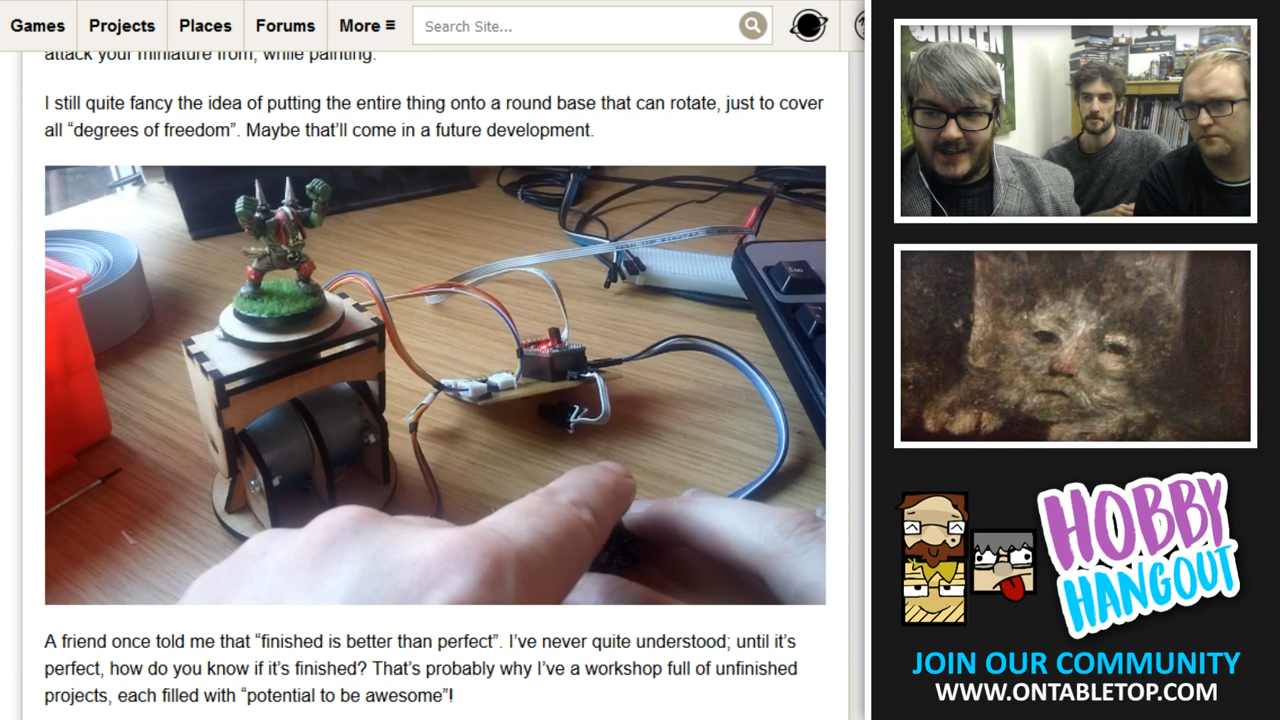 Games
Projects
Places
Forums
More ≡
Search Site...
attack your miniature from, while painting.
I still quite fancy the idea of putting the entire thing onto a round base that can rotate, just to cover
all “degrees of freedom”. Maybe that’ll come in a future development.
A friend once told me that “finished is better than perfect”. I’ve never quite understood; until it’s
perfect, how do you know if it’s finished? That’s probably why I’ve a workshop full of unfinished
projects, each filled with “potential to be awesome”!
HOBBY
HANGOUT
JOIN OUR COMMUNITY
WWW.ONTABLETOP.COM